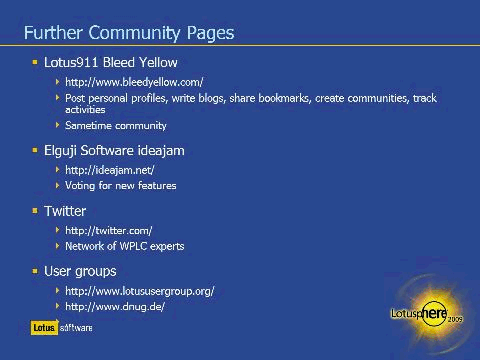 Further Community Pages
Lotus911 Bleed Yellow
http://www.bleedyellow.com/
Post personal profiles, write blogs, share bookmarks, create communities, track
activities
Sametime community
Elguji Software ideajam
http://ideajam.net/
Voting for new features
Twitter
http://twitter.com/
Network of WPLC experts
User groups
http://www.lotususergroup.org/
http://www.dnug.de/
Lotus software
Lotusphere 2009